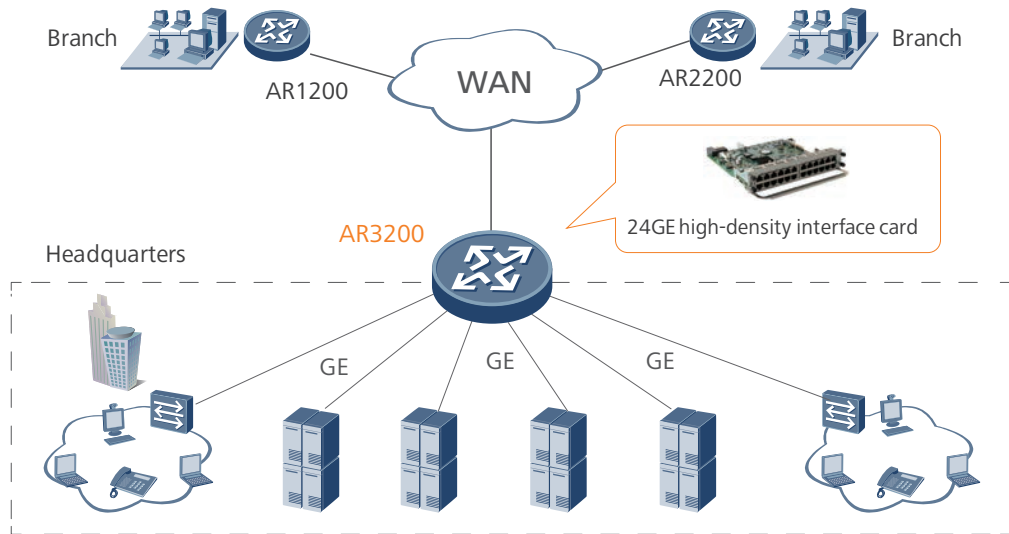 Branch
Branch
AR1200
WAN
AR2200
24GE high-density interface card
AR3200
Headquarters
GE
GE
GE